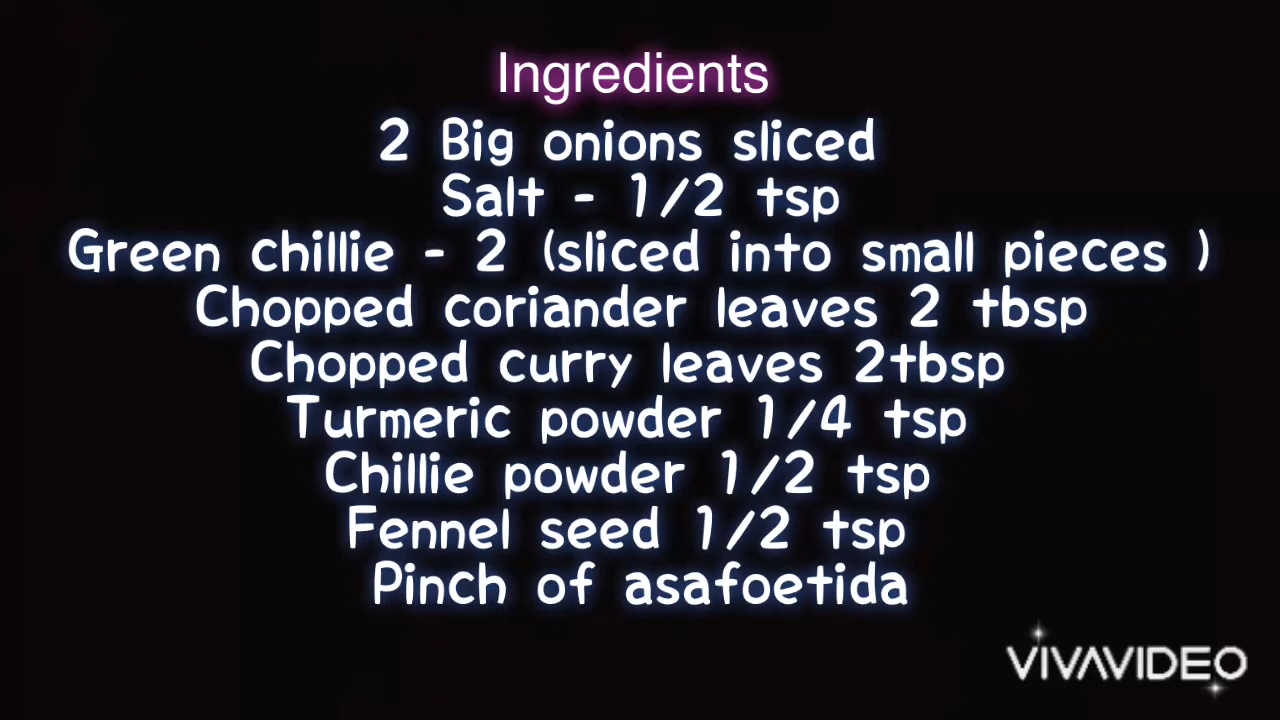 Ingredients
2 Big onions sliced
Salt - 1/2 tsp
Green chillie - 2 (sliced into small pieces )
Chopped coriander leaves 2 tbsp
Chopped curry leaves 2tbsp
Turmeric powder 1/4 tsp
Chillie powder 1/2 tsp
Fennel seed 1/2 tsp
Pinch of asafoetida
VIVAVIDEO